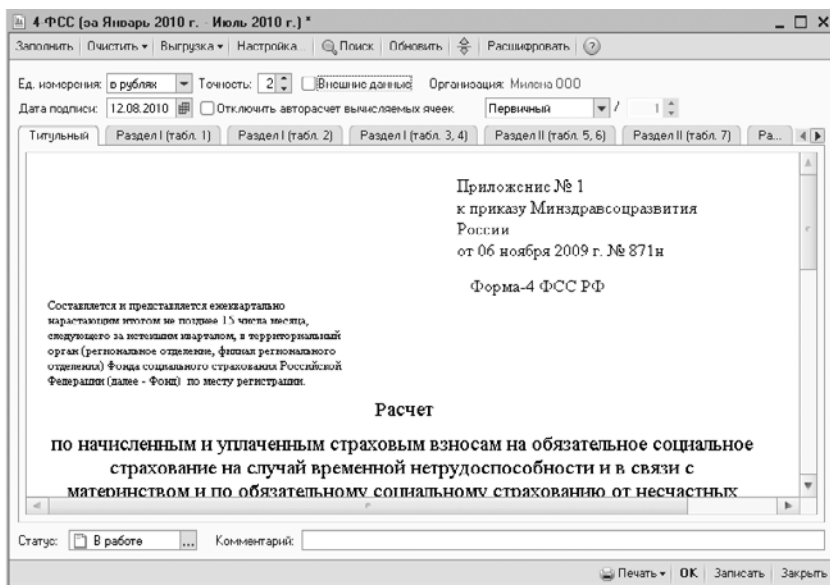 4 ФСС (за Январь 2010 г. - Июль 2010 г.) *
Заполнить Очистить Выгрузка Настройка... Поиск Обновить Расшифровать ?
Ед. измерения: в рублях Точность: 2 Внешние данные Организация: Милена ООО
Дата подписи: 12.08.2010 Отключить авторасчет вычисляемых ячеек Первичный / 1
Титульный Раздел I (табл. 1) Раздел I (табл. 2) Раздел I (табл. 3, 4) Раздел II (табл. 5, 6) Раздел II (табл. 7) Ра...
Приложение № 1
к приказу Минздравсоцразвития
России
от 06 ноября 2009 г. № 871н
Форма-4 ФСС РФ
Составляется и представляется ежеквартально
нарастающим итогом не позднее 15 числа месяца,
следующего за истекшим кварталом, в территориальный
орган (региональное отделение, филиал регионального
отделения) Фонда социального страхования Российской
Федерации (далее - Фонд) по месту регистрации.
Расчет
по начисленным и уплаченным страховым взносам на обязательное социальное
страхование на случай временной нетрудоспособности и в связи с
материнством и по обязательному социальному страхованию от несчастных
Статус: В работе ... Комментарий:
Печать OK Записать Закрыть